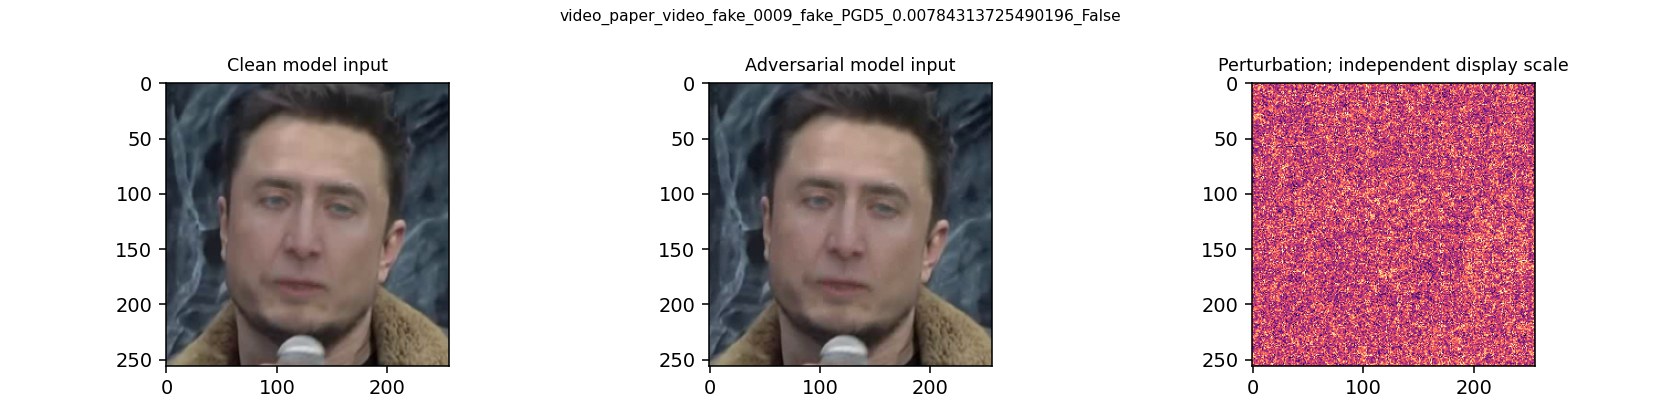 video_paper_video_fake_0009_fake_PGD5_0.00784313725490196_False
Clean model input
Adversarial model input
Perturbation; independent display scale
0
50
100
150
200
250
0 100 200
0
50
100
150
200
250
0 100 200
0
50
100
150
200
250
0 100 200